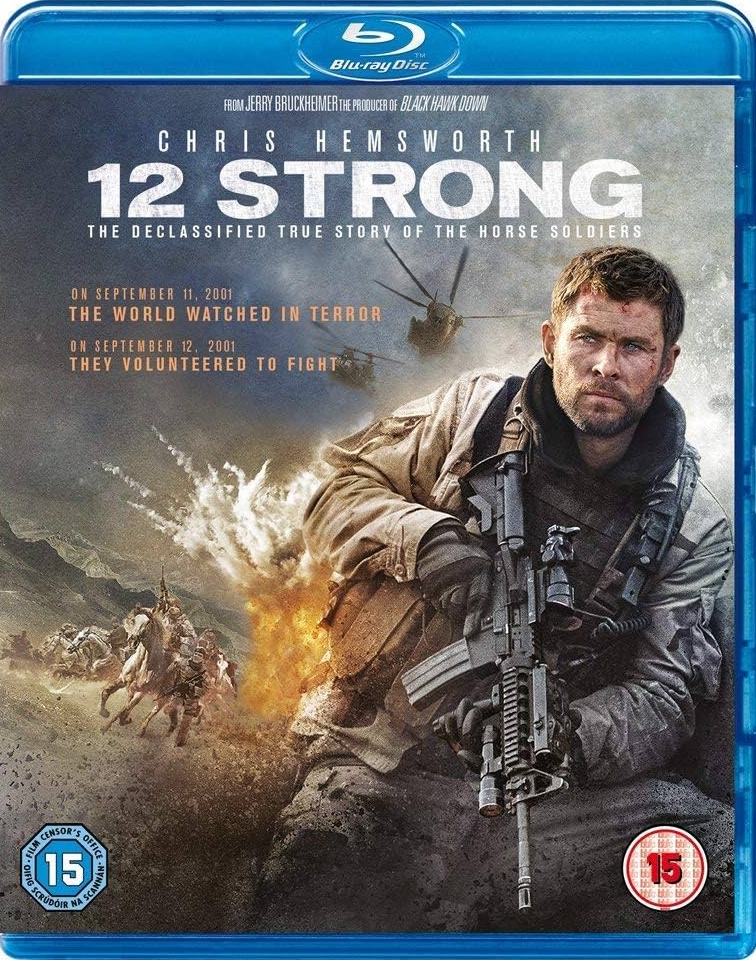 Blu-ray Disc
TM
FROM JERRY BRUCKHEIMER THE PRODUCER OF BLACK HAWK DOWN
CHRIS HEMSWORTH
12 STRONG
THE DECLASSIFIED TRUE STORY OF THE HORSE SOLDIERS
ON SEPTEMBER 11, 2001
THE WORLD WATCHED IN TERROR
ON SEPTEMBER 12, 2001
THEY VOLUNTEERED TO FIGHT
FILM CENSOR'S OFFICE
15
OIFIG SCRÚDÓIR NA SCANNÁN
15